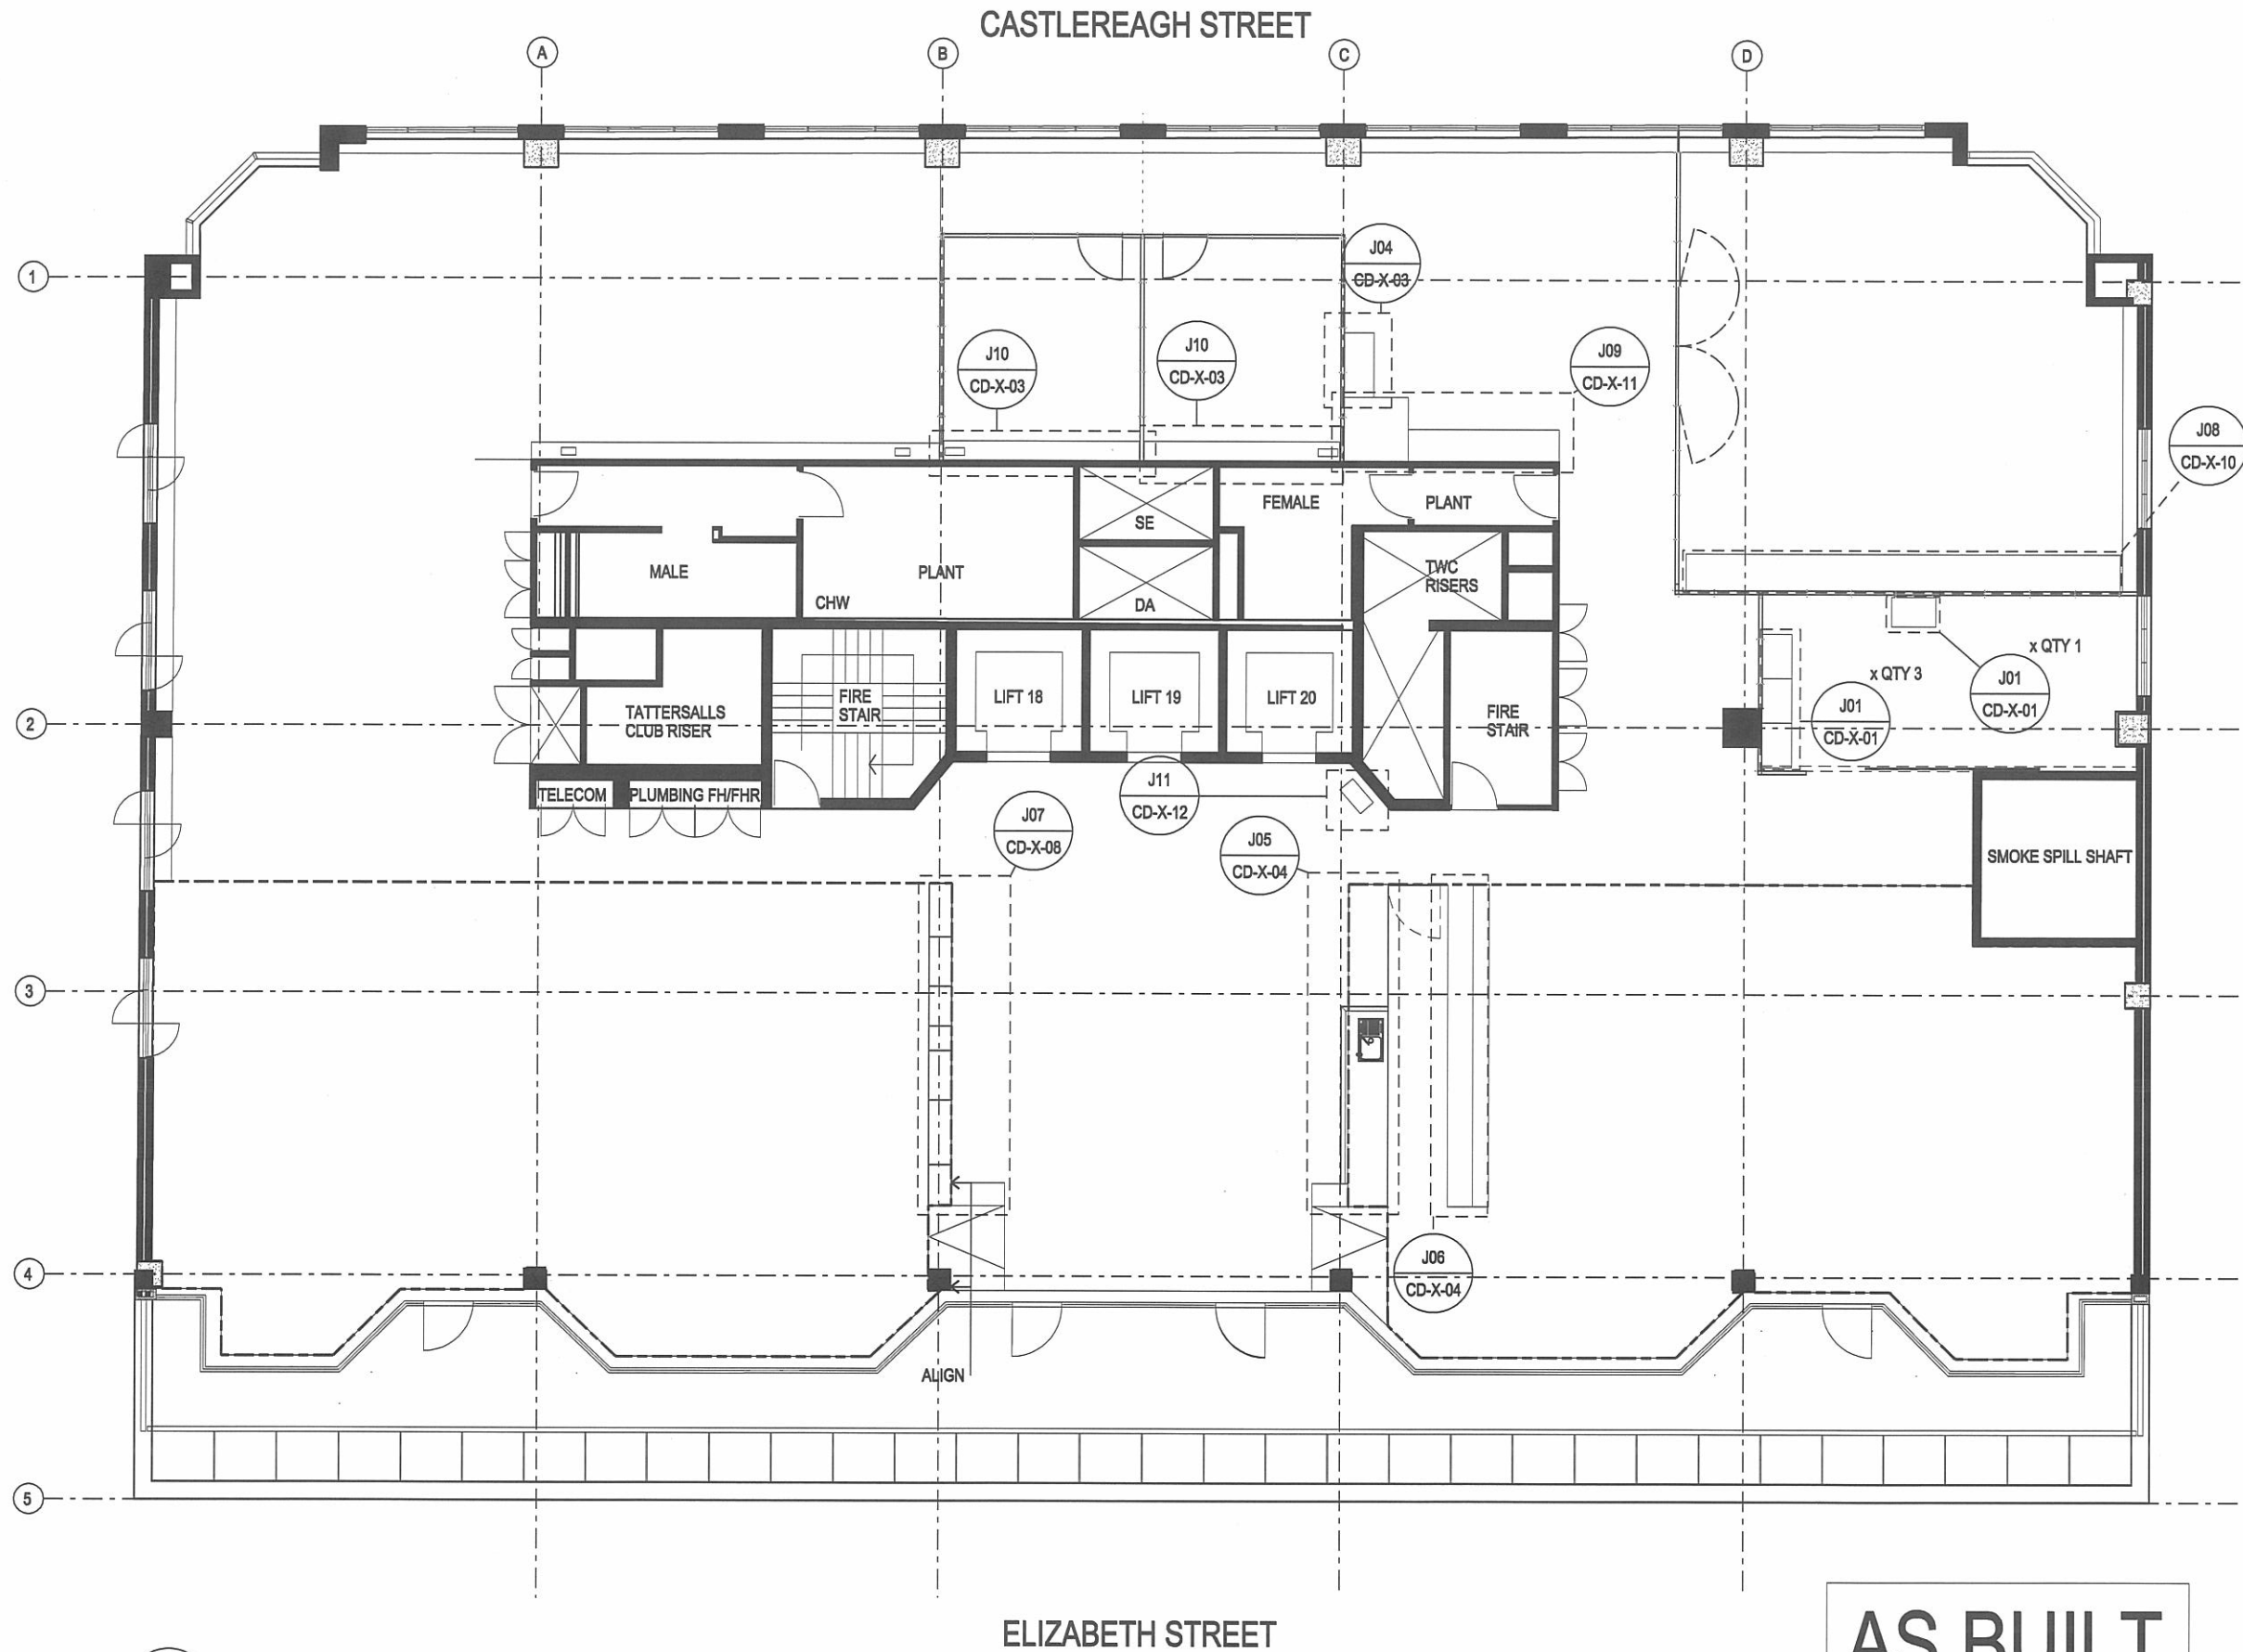 CASTLEREAGH STREET
A
B
C
D
1
J04
CD-X-03
J10
CD-X-03
J10
CD-X-03
J09
CD-X-11
J08
CD-X-10
SE
FEMALE
PLANT
MALE
PLANT
TWC
RISERS
CHW
DA
x QTY 1
x QTY 3
J01
CD-X-01
J01
CD-X-01
2
TATTERSALLS
CLUB RISER
FIRE
STAIR
LIFT 18
LIFT 19
LIFT 20
FIRE
STAIR
TELECOM
PLUMBING FH/FHR
J11
CD-X-12
J07
CD-X-08
J05
CD-X-04
SMOKE SPILL SHAFT
3
4
J06
CD-X-04
ALIGN
5
ELIZABETH STREET
AS BUILT